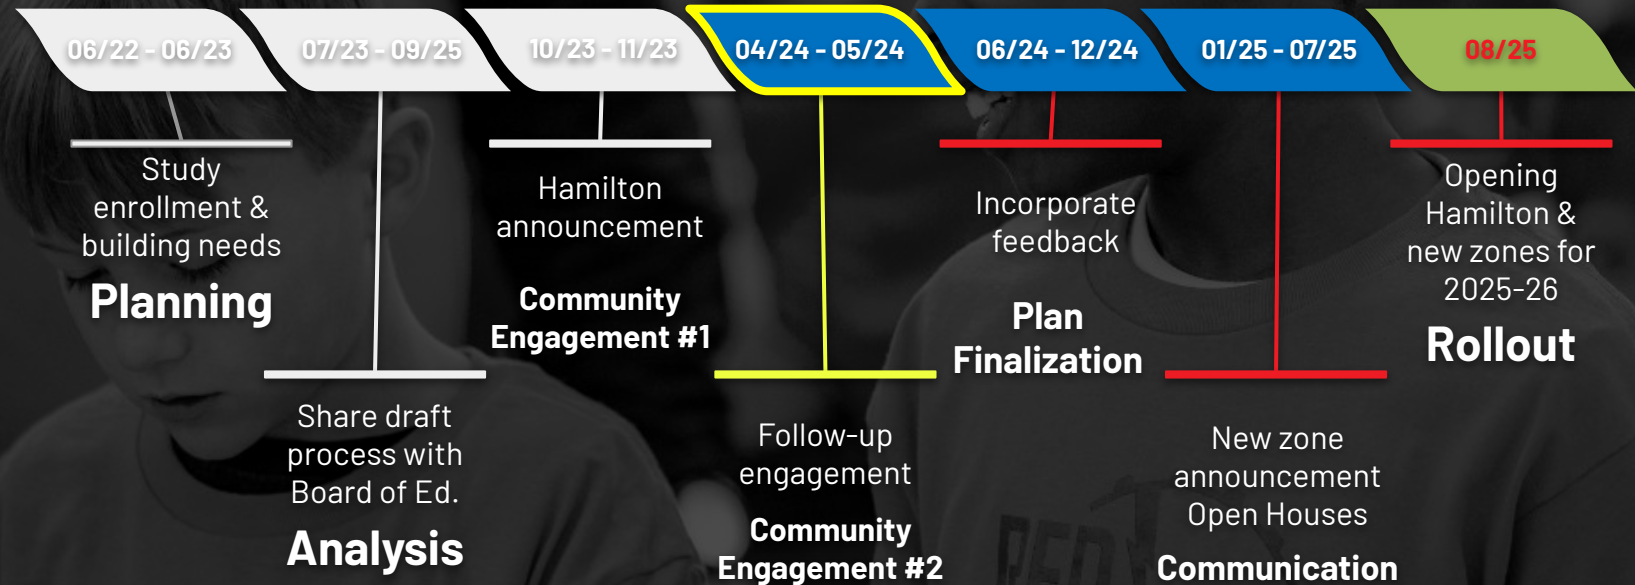 06/22 - 06/23
07/23 - 09/25
10/23 - 11/23
04/24 - 05/24
06/24 - 12/24
01/25 - 07/25
08/25
Study
enrollment &
building needs
Planning
Share draft
process with
Board of Ed.
Analysis
Hamilton
announcement
Community
Engagement #1
Follow-up
engagement
Community
Engagement #2
Incorporate
feedback
Plan
Finalization
New zone
announcement
Open Houses
Communication
Opening
Hamilton &
new zones for
2025-26
Rollout